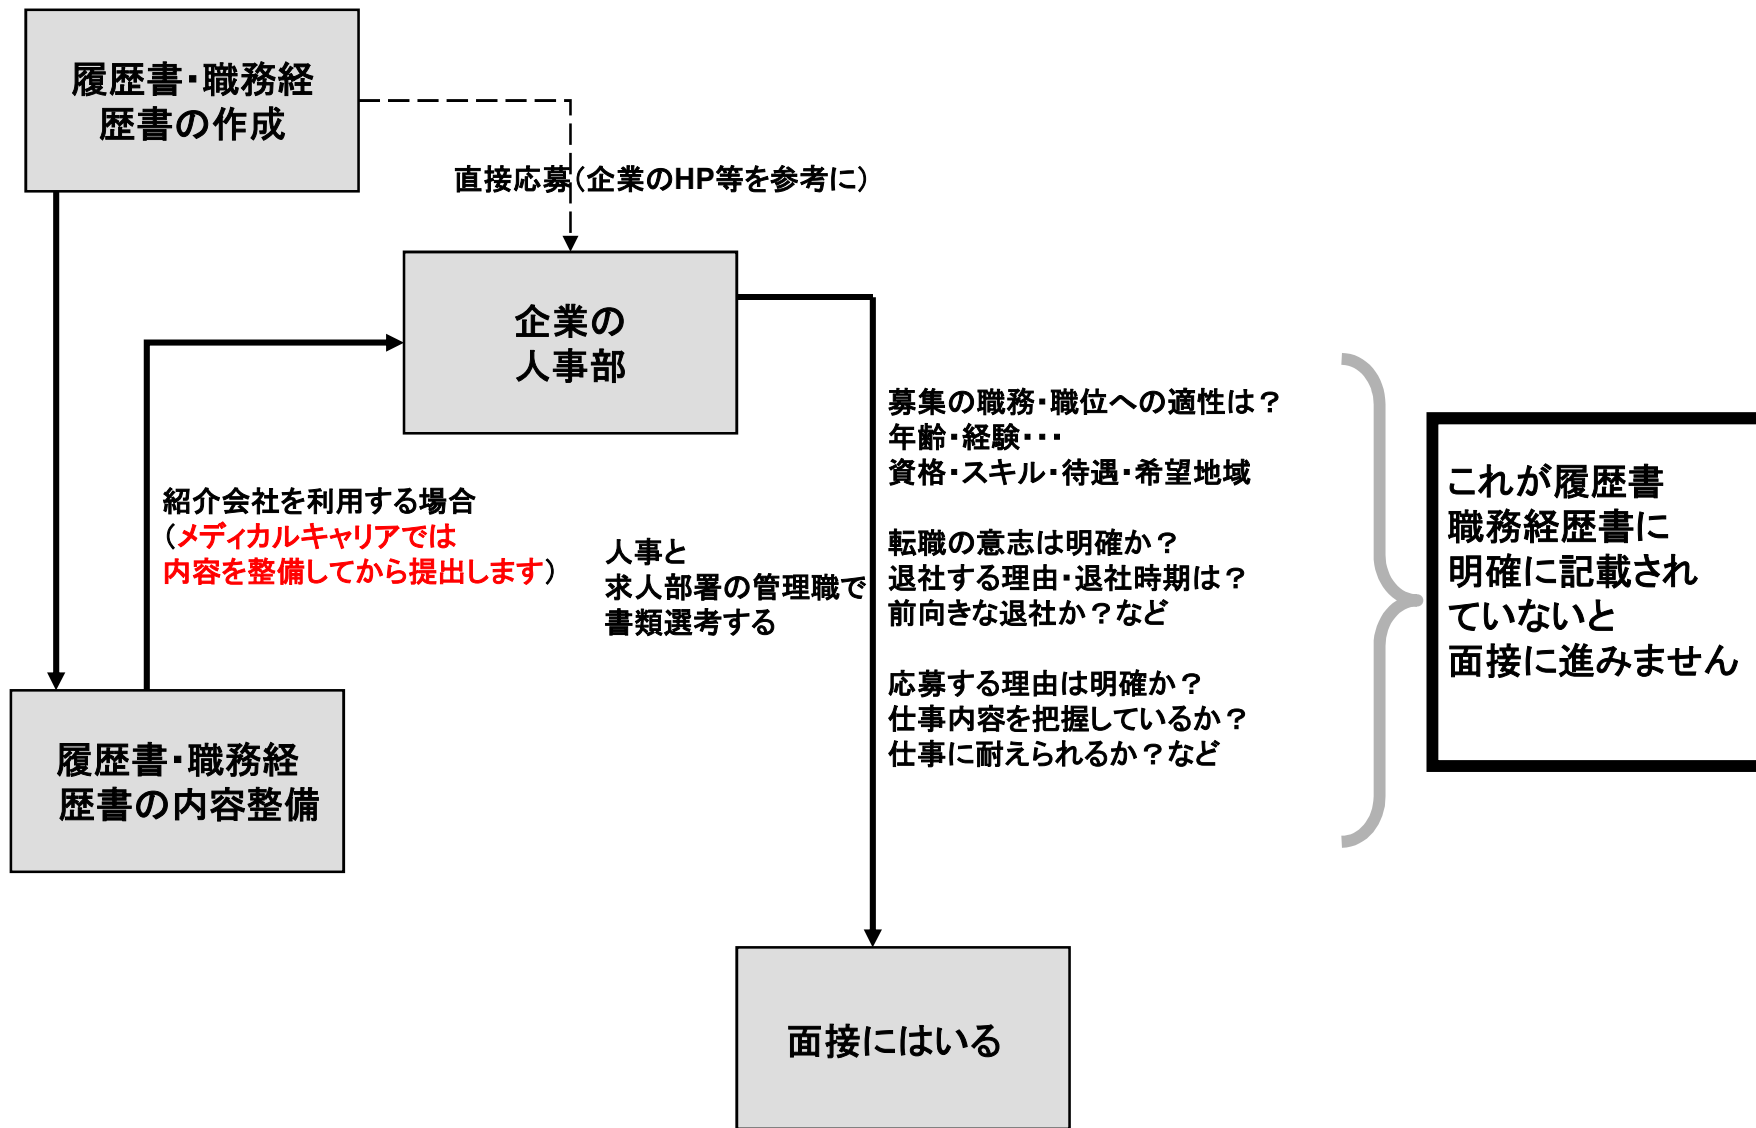 履歴書・職務経
歴書の作成
直接応募(企業のHP等を参考に)
企業の
人事部
募集の職務・職位への適性は？
年齢・経験・・・
資格・スキル・待遇・希望地域
転職の意志は明確か？
退社する理由・退社時期は？
前向きな退社か？など
応募する理由は明確か？
仕事内容を把握しているか？
仕事に耐えられるか？など
これが履歴書
職務経歴書に
明確に記載され
ていないと
面接に進みません
紹介会社を利用する場合
(メディカルキャリアでは
内容を整備してから提出します)
人事と
求人部署の管理職で
書類選考する
履歴書・職務経
歴書の内容整備
面接にはいる